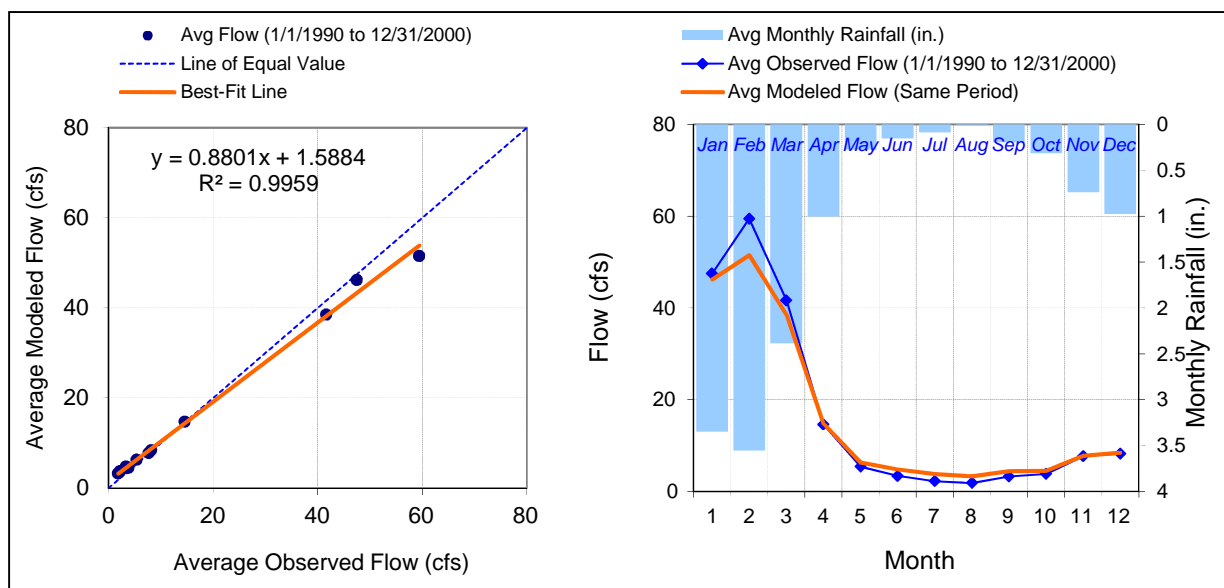 Avg Flow (1/1/1990 to 12/31/2000)
Line of Equal Value
Best-Fit Line
80
60
40
20
0
y = 0.8801x + 1.5884
R² = 0.9959
0 20 40 60 80
Average Modeled Flow (cfs)
Average Observed Flow (cfs)
Avg Monthly Rainfall (in.)
Avg Observed Flow (1/1/1990 to 12/31/2000)
Avg Modeled Flow (Same Period)
80
60
40
20
0
Flow (cfs)
Jan Feb Mar Apr May Jun Jul Aug Sep Oct Nov Dec
0
0.5
1
1.5
2
2.5
3
3.5
4
Monthly Rainfall (in.)
1 2 3 4 5 6 7 8 9 10 11 12
Month